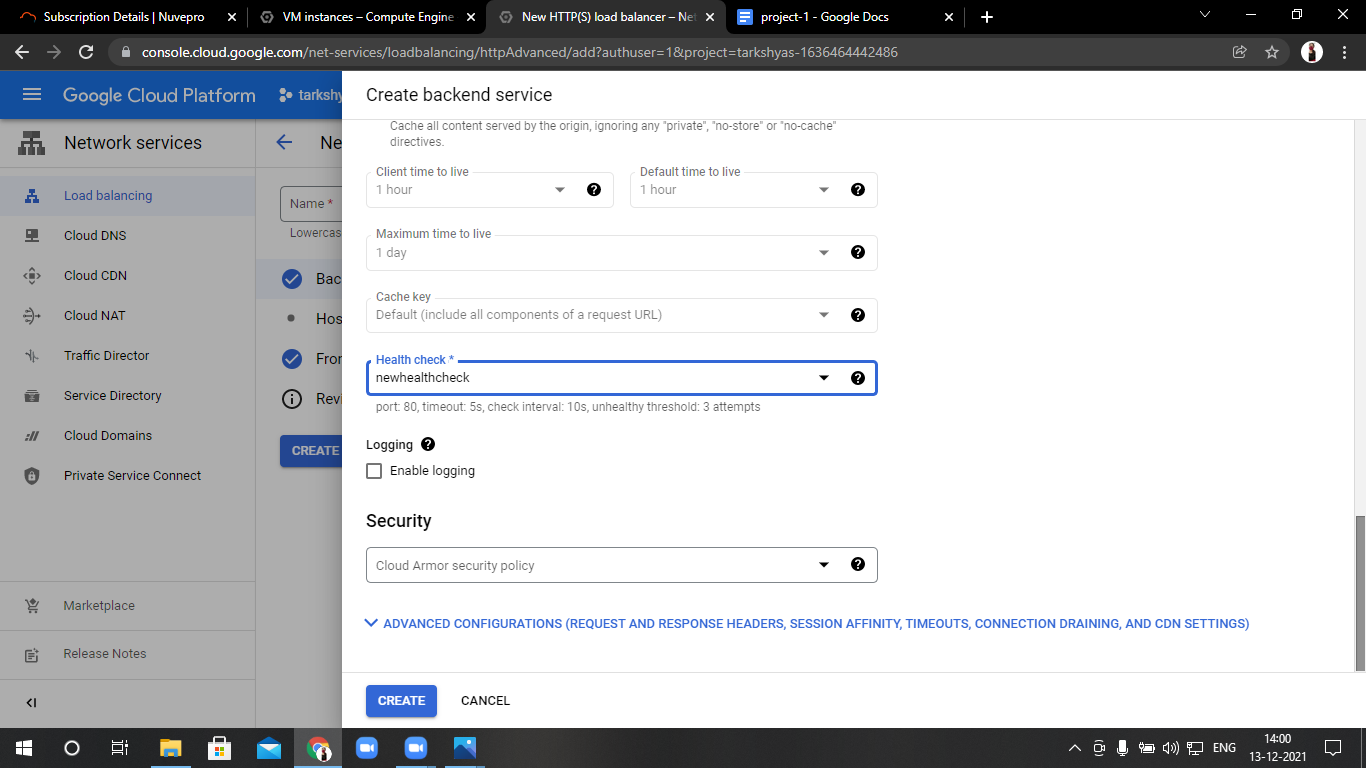 Subscription Details | Nuvepro
VM instances – Compute Engine
New HTTP(S) load balancer – Net
project-1 - Google Docs
console.cloud.google.com/net-services/loadbalancing/httpAdvanced/add?authuser=1&project=tarkshyas-1636464442486
Google Cloud Platform
tarkshy
Create backend service
Network services
Ne
Load balancing
Cloud DNS
Cloud CDN
Cloud NAT
Traffic Director
Service Directory
Cloud Domains
Private Service Connect
Marketplace
Release Notes
Name *
Lowercas
Bac
Hos
Fror
Revi
CREATE
Cache all content served by the origin, ignoring any "private", "no-store" or "no-cache"
directives.
Client time to live
1 hour
Default time to live
1 hour
Maximum time to live
1 day
Cache key
Default (include all components of a request URL)
Health check *
newhealthcheck
port: 80, timeout: 5s, check interval: 10s, unhealthy threshold: 3 attempts
Logging
Enable logging
Security
Cloud Armor security policy
ADVANCED CONFIGURATIONS (REQUEST AND RESPONSE HEADERS, SESSION AFFINITY, TIMEOUTS, CONNECTION DRAINING, AND CDN SETTINGS)
CREATE
CANCEL
ENG
14:00
13-12-2021